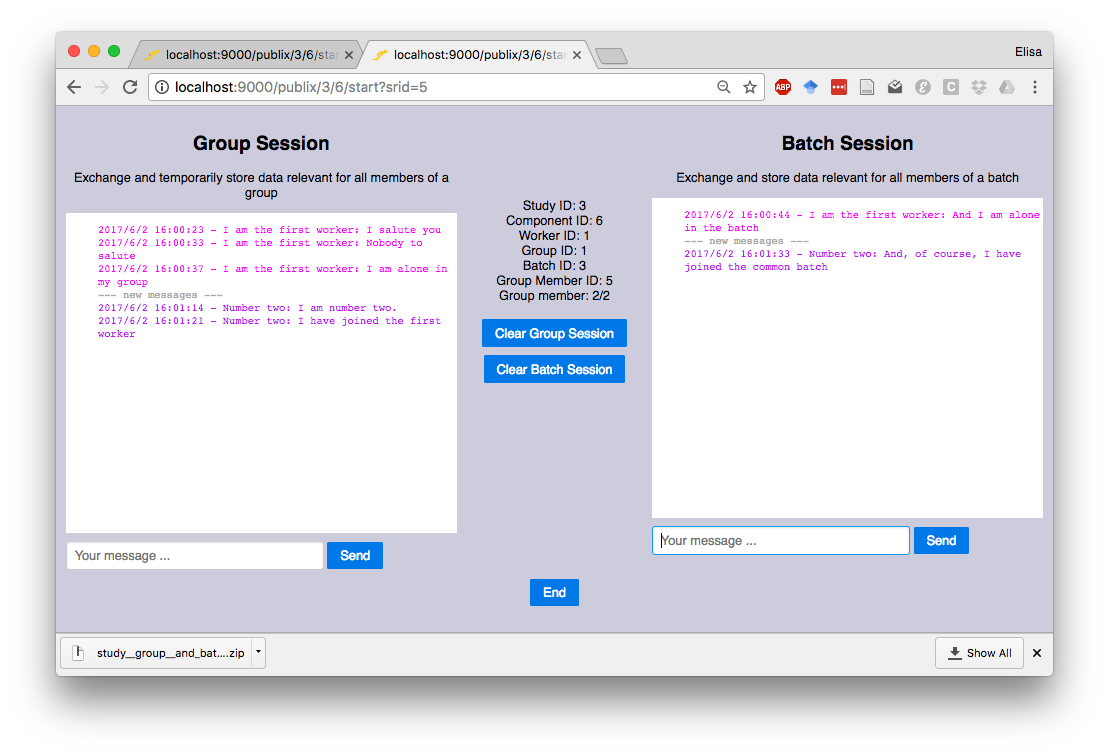 localhost:9000/publix/3/6/star
localhost:9000/publix/3/6/star
Elisa
localhost:9000/publix/3/6/start?srid=5
ABP
Group Session
Exchange and temporarily store data relevant for all members of a
group
2017/6/2 16:00:23 - I am the first worker: I salute you
2017/6/2 16:00:33 - I am the first worker: Nobody to
salute
2017/6/2 16:00:37 - I am the first worker: I am alone in
my group
--- new messages ---
2017/6/2 16:01:14 - Number two: I am number two.
2017/6/2 16:01:21 - Number two: I have joined the first
worker
Your message ...
Send
Study ID: 3
Component ID: 6
Worker ID: 1
Group ID: 1
Batch ID: 3
Group Member ID: 5
Group member: 2/2
Clear Group Session
Clear Batch Session
Batch Session
Exchange and store data relevant for all members of a batch
2017/6/2 16:00:44 - I am the first worker: And I am alone
in the batch
--- new messages ---
2017/6/2 16:01:33 - Number two: And, of course, I have
joined the common batch
Your message ...
Send
End
study__group__and_bat....zip
Show All